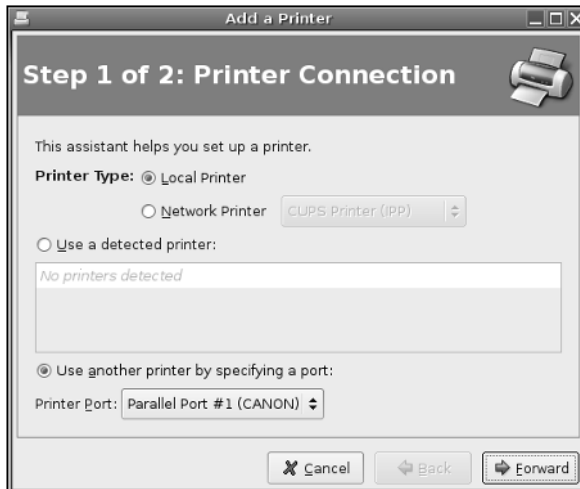 Add a Printer
Step 1 of 2: Printer Connection
This assistant helps you set up a printer.
Printer Type: Local Printer
Network Printer CUPS Printer (IPP)
Use a detected printer:
No printers detected
Use another printer by specifying a port:
Printer Port: Parallel Port #1 (CANON)
Cancel Back Forward